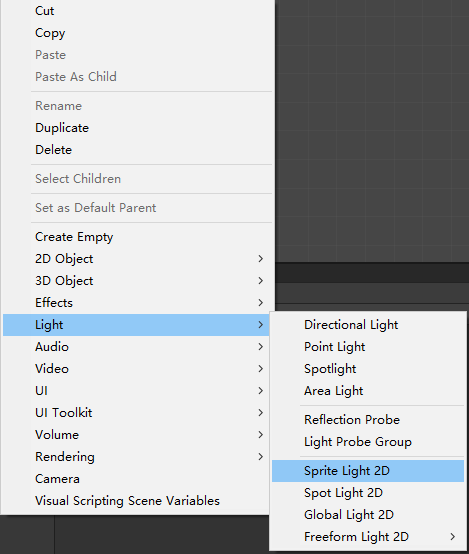 Cut
Copy
Paste
Paste As Child
Rename
Duplicate
Delete
Select Children
Set as Default Parent
Create Empty
2D Object
3D Object
Effects
Light
Audio
Video
UI
UI Toolkit
Volume
Rendering
Camera
Visual Scripting Scene Variables
Directional Light
Point Light
Spotlight
Area Light
Reflection Probe
Light Probe Group
Sprite Light 2D
Spot Light 2D
Global Light 2D
Freeform Light 2D